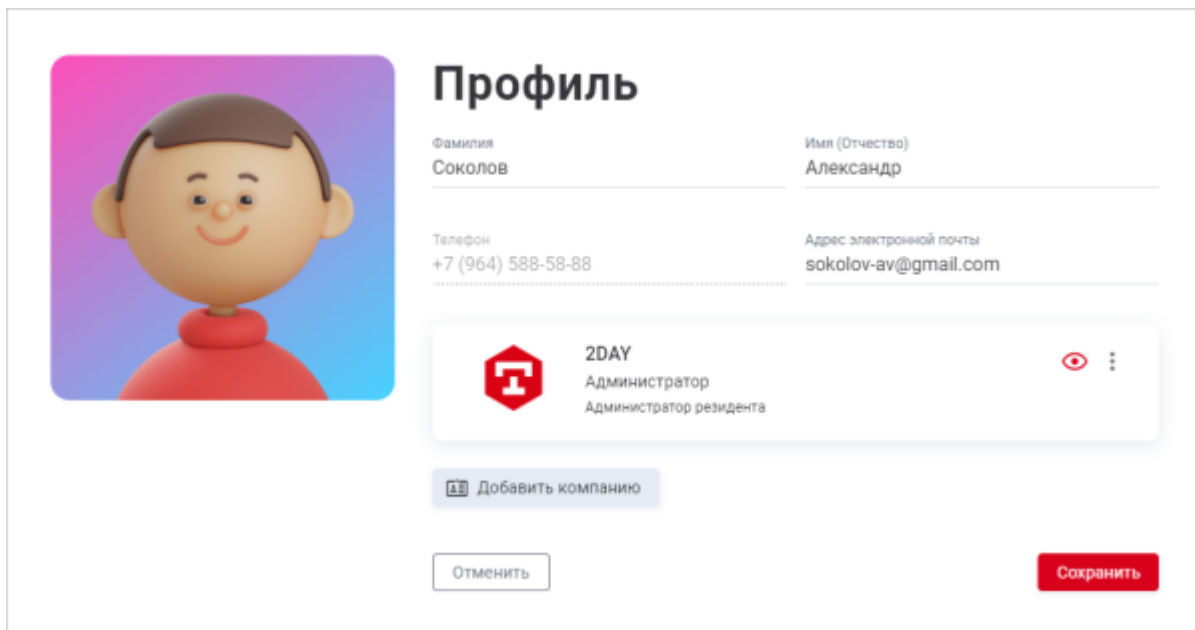 Профиль
Фамилия
Соколов
Имя (Отчество)
Александр
Телефон
+7 (964) 588-58-88
Адрес электронной почты
sokolov-av@gmail.com
2DAY
Администратор
Администратор резидента
Добавить компанию
Отменить
Сохранить